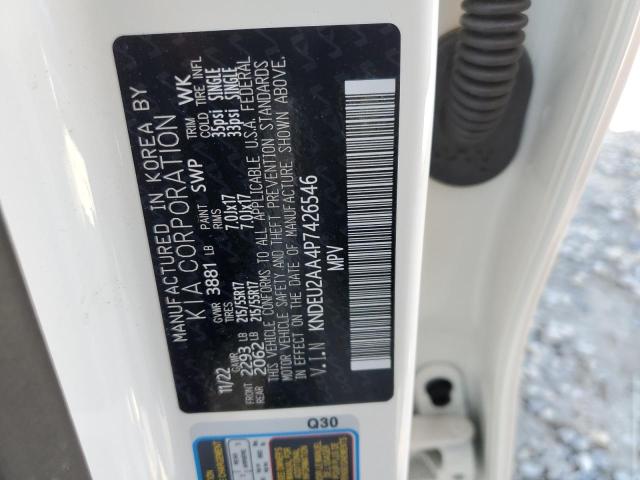 MANUFACTURED IN KOREA BY
KIA CORPORATION
11/22 GVWR 3881 LB PAINT SWP TRIM WK
GAWR TIRES RIMS COLD TIRE INFL
FRONT 2293 LB 215/55R17 7.0Jx17 35psi SINGLE
REAR 2062 LB 215/55R17 7.0Jx17 33psi SINGLE
THIS VEHICLE CONFORMS TO ALL APPLICABLE U.S.A. FEDERAL
MOTOR VEHICLE SAFETY AND THEFT PREVENTION STANDARDS
IN EFFECT ON THE DATE OF MANUFACTURE SHOWN ABOVE.
V.I.N KNDEU2AA4P7426546
MPV
Q30